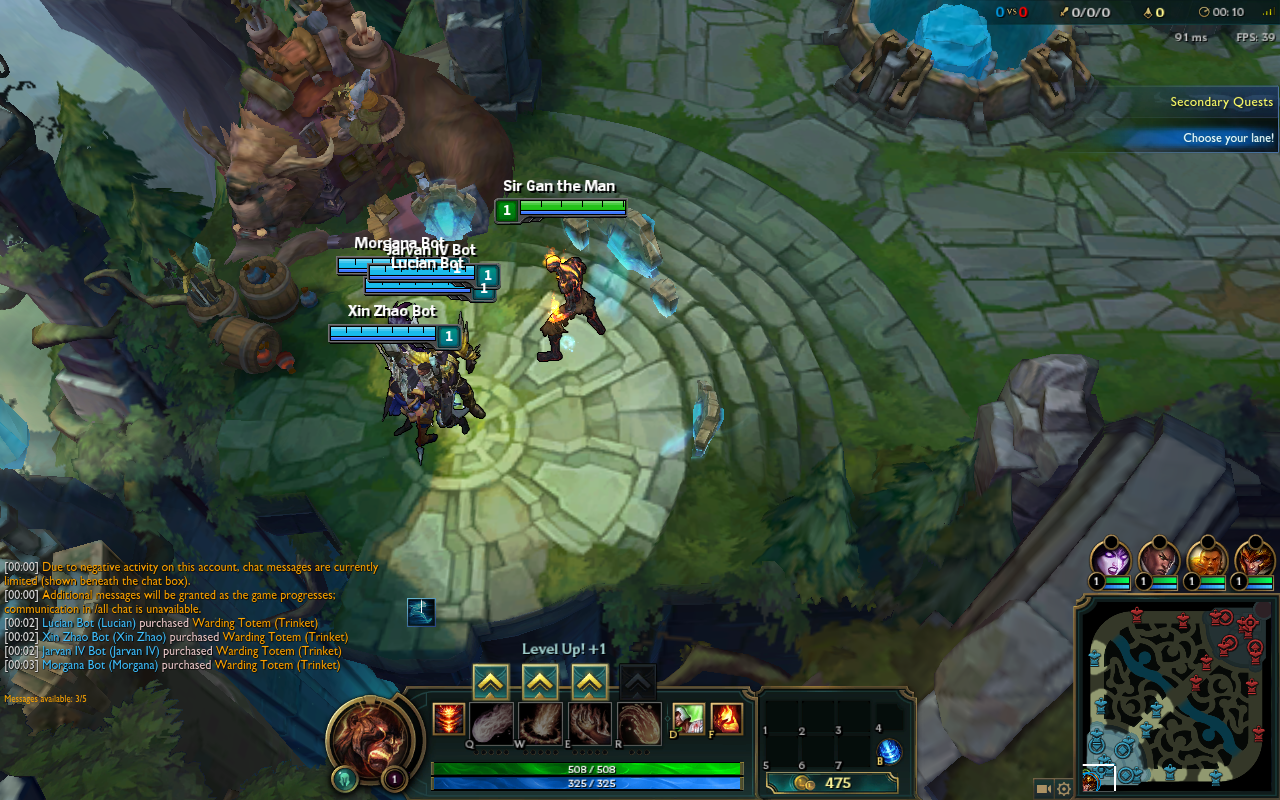 0 vs 0 0/0/0 0 00:10
91 ms FPS: 39
Secondary Quests
Choose your lane!
Sir Gan the Man
1
Morgana Bot
Jarvan IV Bot
1
1
Lucian Bot
1
Xin Zhao Bot
1
[00:00] Due to negative activity on this account, chat messages are currently
limited (shown beneath the chat box).
[00:00] Additional messages will be granted as the game progresses;
communication in /all chat is unavailable.
[00:02] Lucian Bot (Lucian) purchased Warding Totem (Trinket)
[00:02] Xin Zhao Bot (Xin Zhao) purchased Warding Totem (Trinket)
[00:02] Jarvan IV Bot (Jarvan IV) purchased Warding Totem (Trinket)
[00:03] Morgana Bot (Morgana) purchased Warding Totem (Trinket)
Messages available: 3/5
Level Up! +1
1 1 1 1
Q W E R D F
1 2 3 4
5 6 7 B
508 / 508
325 / 325
1
475